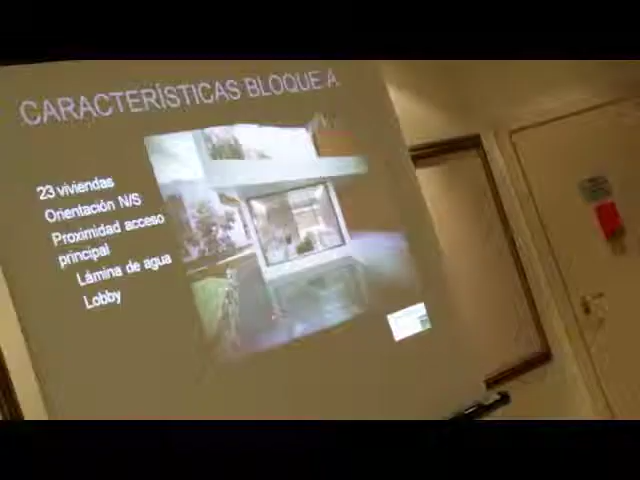 CARACTERÍSTICAS BLOQUE A
23 viviendas
Orientación N/S
Proximidad acceso
principal
Lámina de agua
Lobby